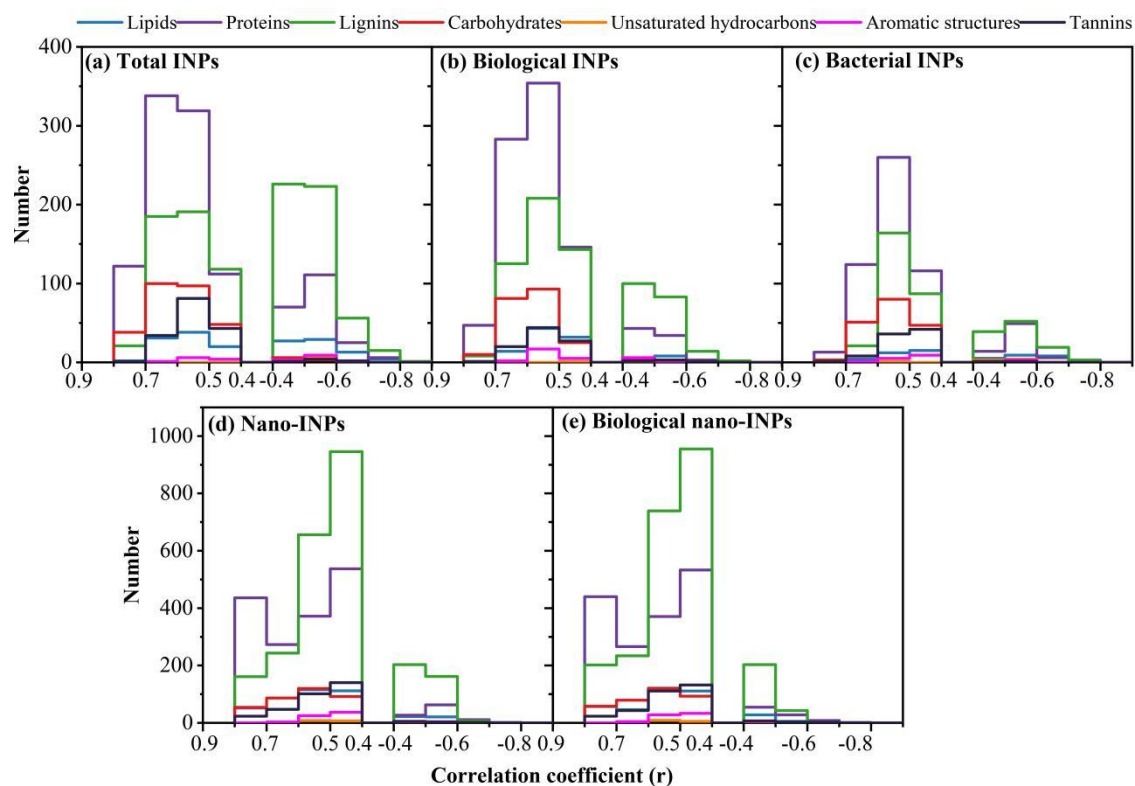 Lipids Proteins Lignins Carbohydrates Unsaturated hydrocarbons Aromatic structures Tannins
400
300
200
100
0
Number
(a) Total INPs
(b) Biological INPs
(c) Bacterial INPs
0.9 0.7 0.5 0.4 -0.4 -0.6 -0.8 0.9 0.7 0.5 0.4 -0.4 -0.6 -0.8 0.9 0.7 0.5 0.4 -0.4 -0.6 -0.8
1000
800
600
400
200
0
Number
(d) Nano-INPs
(e) Biological nano-INPs
0.9 0.7 0.5 0.4 -0.4 -0.6 -0.8 0.9 0.7 0.5 0.4 -0.4 -0.6 -0.8
Correlation coefficient (r)